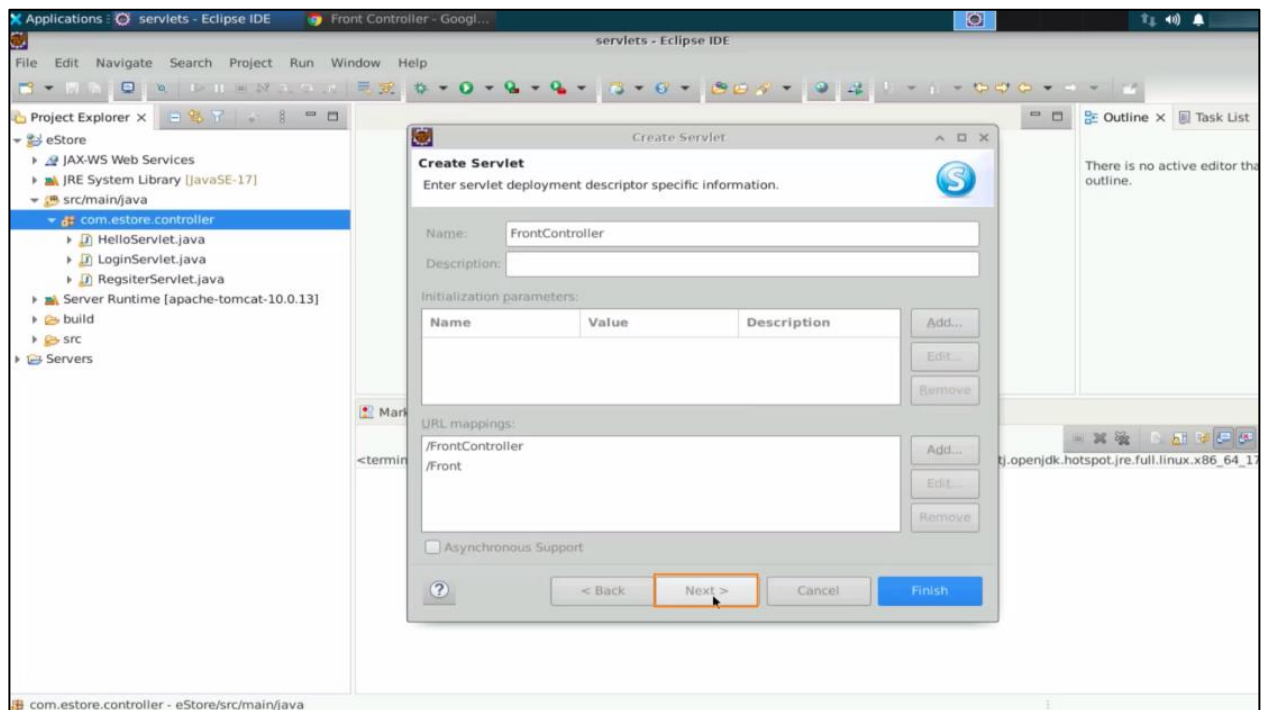 Applications : servlets - Eclipse IDE Front Controller - Googl...
servlets - Eclipse IDE
File Edit Navigate Search Project Run Window Help
Project Explorer
Outline Task List
eStore
JAX-WS Web Services
JRE System Library [JavaSE-17]
src/main/java
com.estore.controller
HelloServlet.java
LoginServlet.java
RegsiterServlet.java
Server Runtime [apache-tomcat-10.0.13]
build
src
Servers
There is no active editor tha
outline.
Create Servlet
Create Servlet
Enter servlet deployment descriptor specific information.
Name: FrontController
Description:
Initialization parameters:
Name Value Description
Add...
Edit...
Remove
URL mappings:
/FrontController
/Front
Add...
Edit...
Remove
Asynchronous Support
< Back Next > Cancel Finish
Mark
<termin
tj.openjdk.hotspot.jre.full.linux.x86_64_17
com.estore.controller - eStore/src/main/java